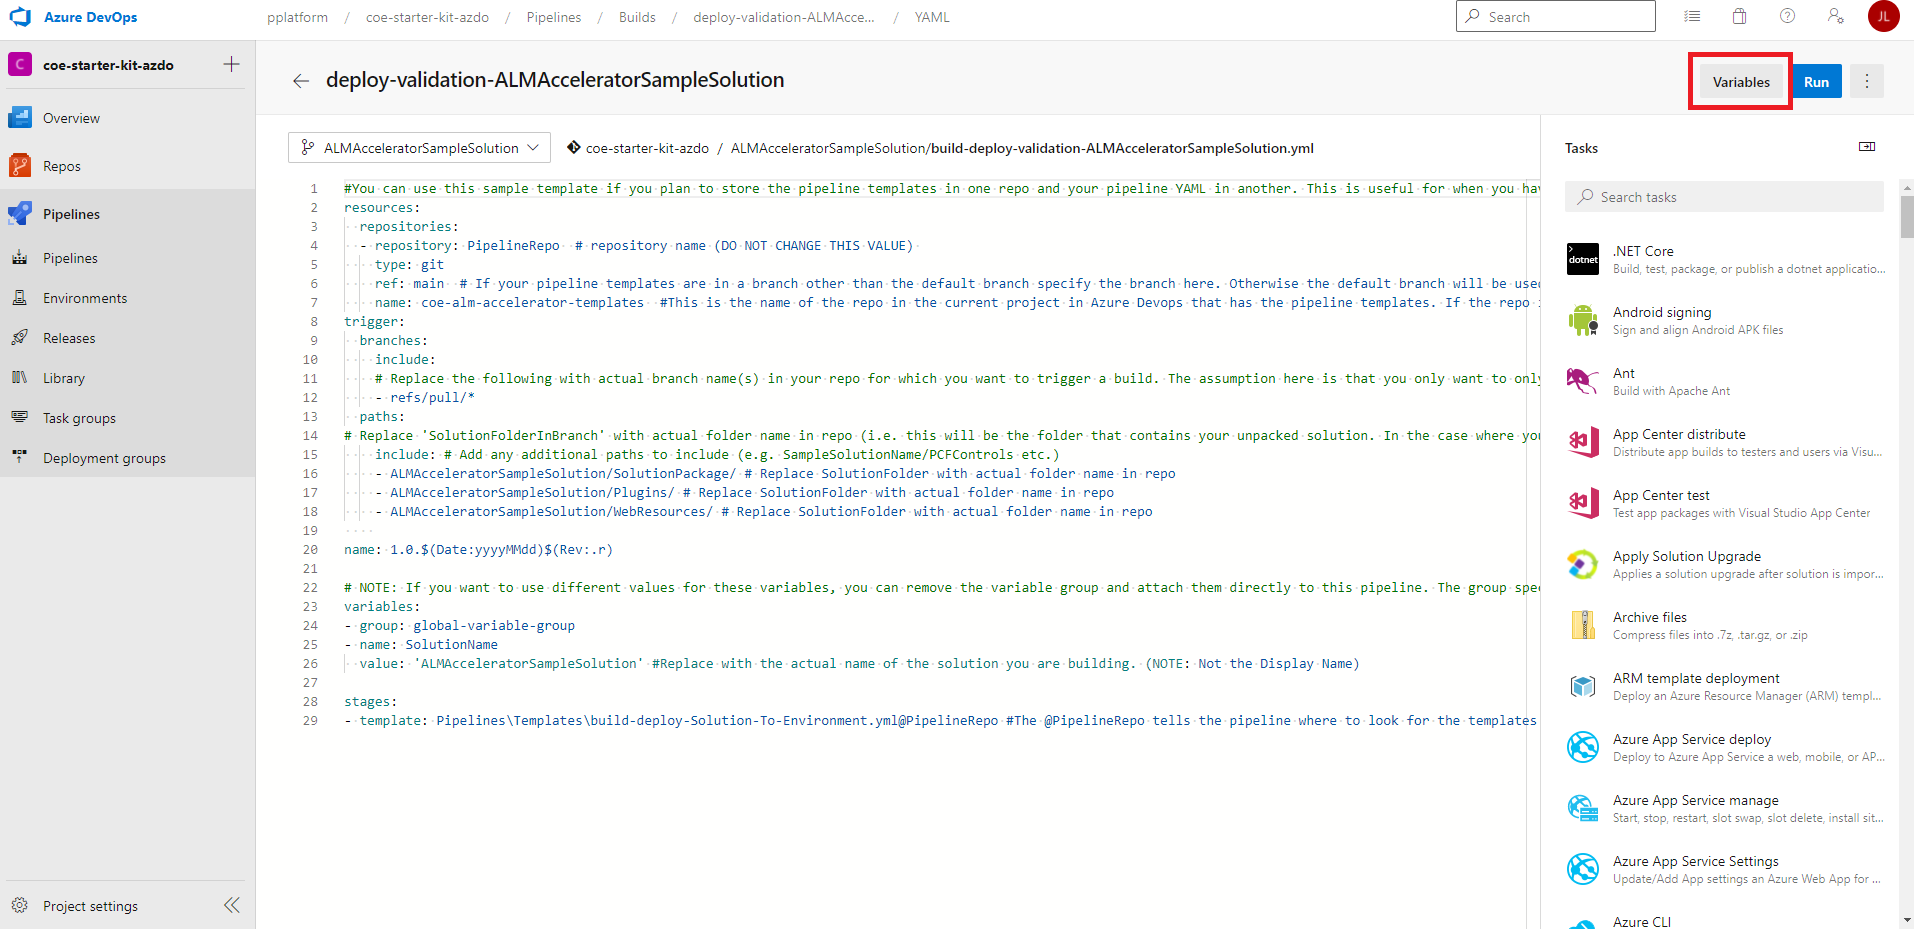 Azure DevOps
pplatform / coe-starter-kit-azdo / Pipelines / Builds / deploy-validation-ALMAcce... / YAML
Search
JL
C coe-starter-kit-azdo
Overview
Repos
Pipelines
Pipelines
Environments
Releases
Library
Task groups
Deployment groups
Project settings
deploy-validation-ALMAcceleratorSampleSolution
Variables
Run
ALMAcceleratorSampleSolution
coe-starter-kit-azdo / ALMAcceleratorSampleSolution/build-deploy-validation-ALMAcceleratorSampleSolution.yml
1 #You can use this sample template if you plan to store the pipeline templates in one repo and your pipeline YAML in another. This is useful for when you hav
2 resources:
3 repositories:
4 - repository: PipelineRepo # repository name (DO NOT CHANGE THIS VALUE)
5 type: git
6 ref: main # If your pipeline templates are in a branch other than the default branch specify the branch here. Otherwise the default branch will be used
7 name: coe-alm-accelerator-templates #This is the name of the repo in the current project in Azure Devops that has the pipeline templates. If the repo i
8 trigger:
9 branches:
10 include:
11 # Replace the following with actual branch name(s) in your repo for which you want to trigger a build. The assumption here is that you only want to only
12 - refs/pull/*
13 paths:
14 # Replace 'SolutionFolderInBranch' with actual folder name in repo (i.e. this will be the folder that contains your unpacked solution. In the case where you
15 include: # Add any additional paths to include (e.g. SampleSolutionName/PCFControls etc.)
16 - ALMAcceleratorSampleSolution/SolutionPackage/ # Replace SolutionFolder with actual folder name in repo
17 - ALMAcceleratorSampleSolution/Plugins/ # Replace SolutionFolder with actual folder name in repo
18 - ALMAcceleratorSampleSolution/WebResources/ # Replace SolutionFolder with actual folder name in repo
19
20 name: 1.0.$(Date:yyyyMMdd)$(Rev:.r)
21
22 # NOTE: If you want to use different values for these variables, you can remove the variable group and attach them directly to this pipeline. The group spec
23 variables:
24 - group: global-variable-group
25 - name: SolutionName
26 value: 'ALMAcceleratorSampleSolution' #Replace with the actual name of the solution you are building. (NOTE: Not the Display Name)
27
28 stages:
29 - template: Pipelines\Templates\build-deploy-Solution-To-Environment.yml@PipelineRepo #The @PipelineRepo tells the pipeline where to look for the templates
Tasks
Search tasks
dotnet
.NET Core
Build, test, package, or publish a dotnet applicatio...
Android signing
Sign and align Android APK files
Ant
Build with Apache Ant
App Center distribute
Distribute app builds to testers and users via Visu...
App Center test
Test app packages with Visual Studio App Center
Apply Solution Upgrade
Applies a solution upgrade after solution is impor...
Archive files
Compress files into .7z, .tar.gz, or .zip
ARM template deployment
Deploy an Azure Resource Manager (ARM) templ...
Azure App Service deploy
Deploy to Azure App Service a web, mobile, or AP...
Azure App Service manage
Start, stop, restart, slot swap, slot delete, install sit...
Azure App Service Settings
Update/Add App settings an Azure Web App for ...
Azure CLI